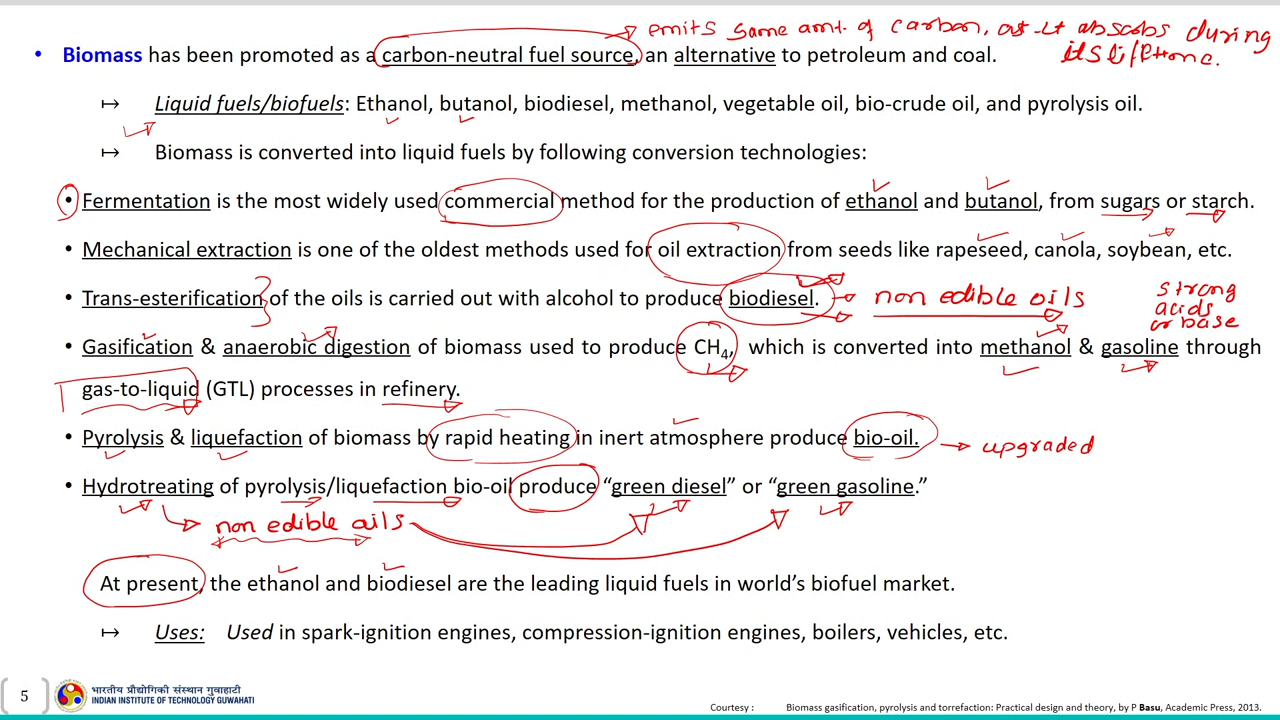 emits same amt. of carbon, as it absorbs during
its lifetime.
• Biomass has been promoted as a carbon-neutral fuel source, an alternative to petroleum and coal.
↦ Liquid fuels/biofuels: Ethanol, butanol, biodiesel, methanol, vegetable oil, bio-crude oil, and pyrolysis oil.
↦ Biomass is converted into liquid fuels by following conversion technologies:
• Fermentation is the most widely used commercial method for the production of ethanol and butanol, from sugars or starch.
• Mechanical extraction is one of the oldest methods used for oil extraction from seeds like rapeseed, canola, soybean, etc.
• Trans-esterification of the oils is carried out with alcohol to produce biodiesel. → non edible oils
strong
acids
or base
• Gasification & anaerobic digestion of biomass used to produce CH₄, which is converted into methanol & gasoline through
gas-to-liquid (GTL) processes in refinery.
• Pyrolysis & liquefaction of biomass by rapid heating in inert atmosphere produce bio-oil. → upgraded
• Hydrotreating of pyrolysis/liquefaction bio-oil produce “green diesel” or “green gasoline.”
non edible oils
At present, the ethanol and biodiesel are the leading liquid fuels in world’s biofuel market.
↦ Uses: Used in spark-ignition engines, compression-ignition engines, boilers, vehicles, etc.
5
भारतीय प्रौद्योगिकी संस्थान गुवाहाटी
INDIAN INSTITUTE OF TECHNOLOGY GUWAHATI
Courtesy : Biomass gasification, pyrolysis and torrefaction: Practical design and theory, by P Basu, Academic Press, 2013.